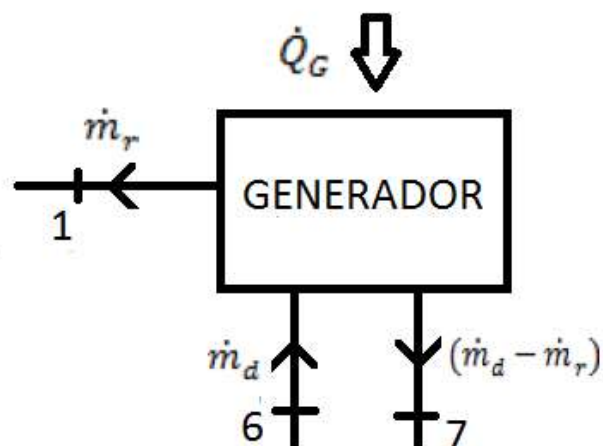 Q̇_G
ṁ_r
GENERADOR
1
ṁ_d
(ṁ_d − ṁ_r)
6
7